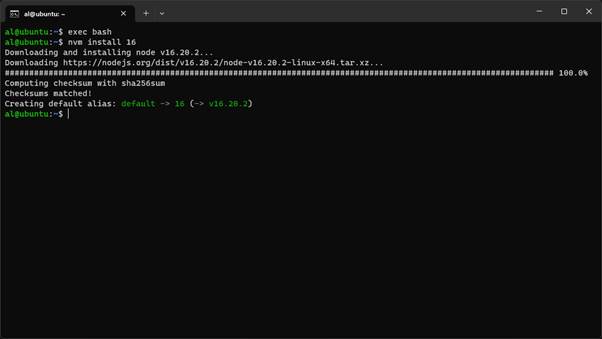 al@ubuntu: ~
al@ubuntu:~$ exec bash
al@ubuntu:~$ nvm install 16
Downloading and installing node v16.20.2...
Downloading https://nodejs.org/dist/v16.20.2/node-v16.20.2-linux-x64.tar.xz...
################################################################################################################## 100.0%
Computing checksum with sha256sum
Checksums matched!
Creating default alias: default -> 16 (-> v16.20.2)
al@ubuntu:~$